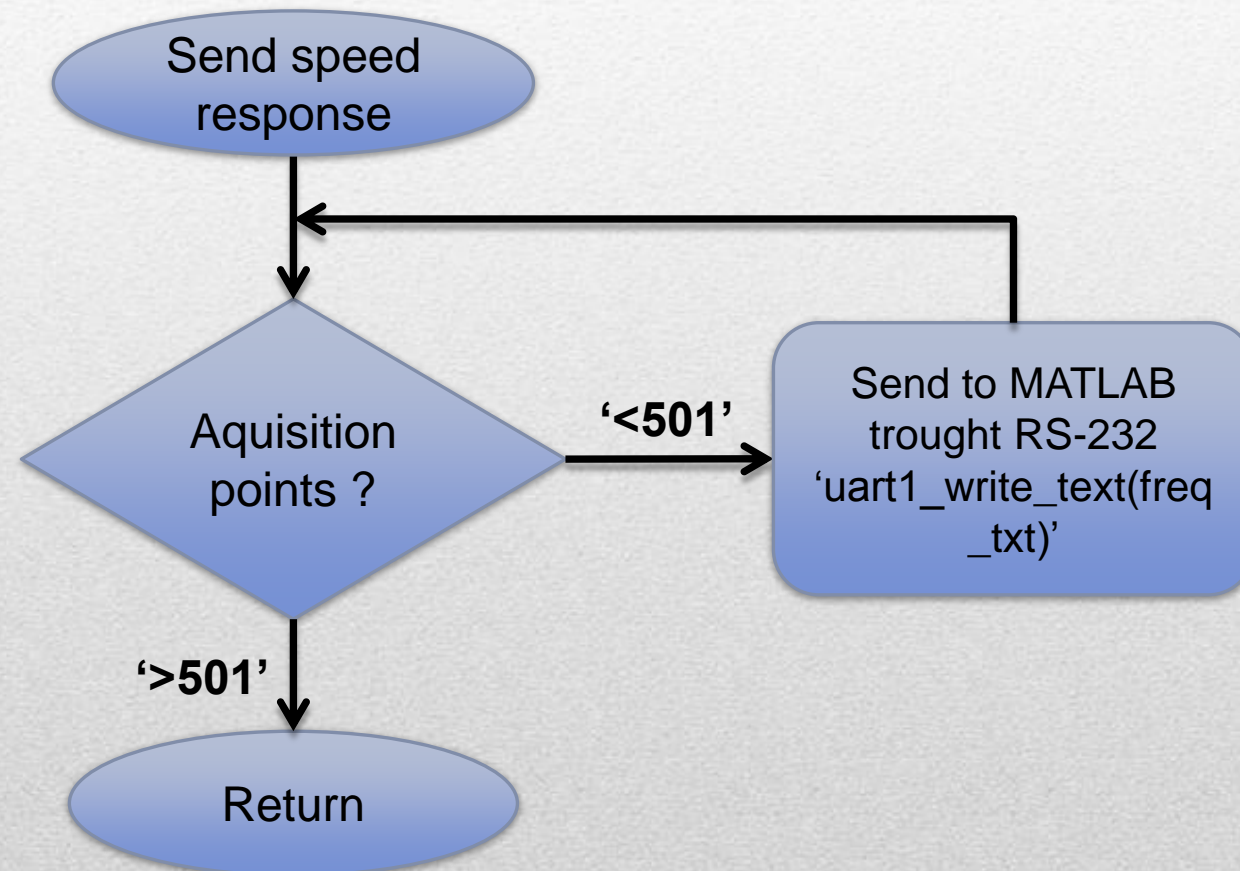 Send speed
response
Aquisition
points ?
‘<501’
Send to MATLAB
trought RS-232
‘uart1_write_text(freq
_txt)’
‘>501’
Return